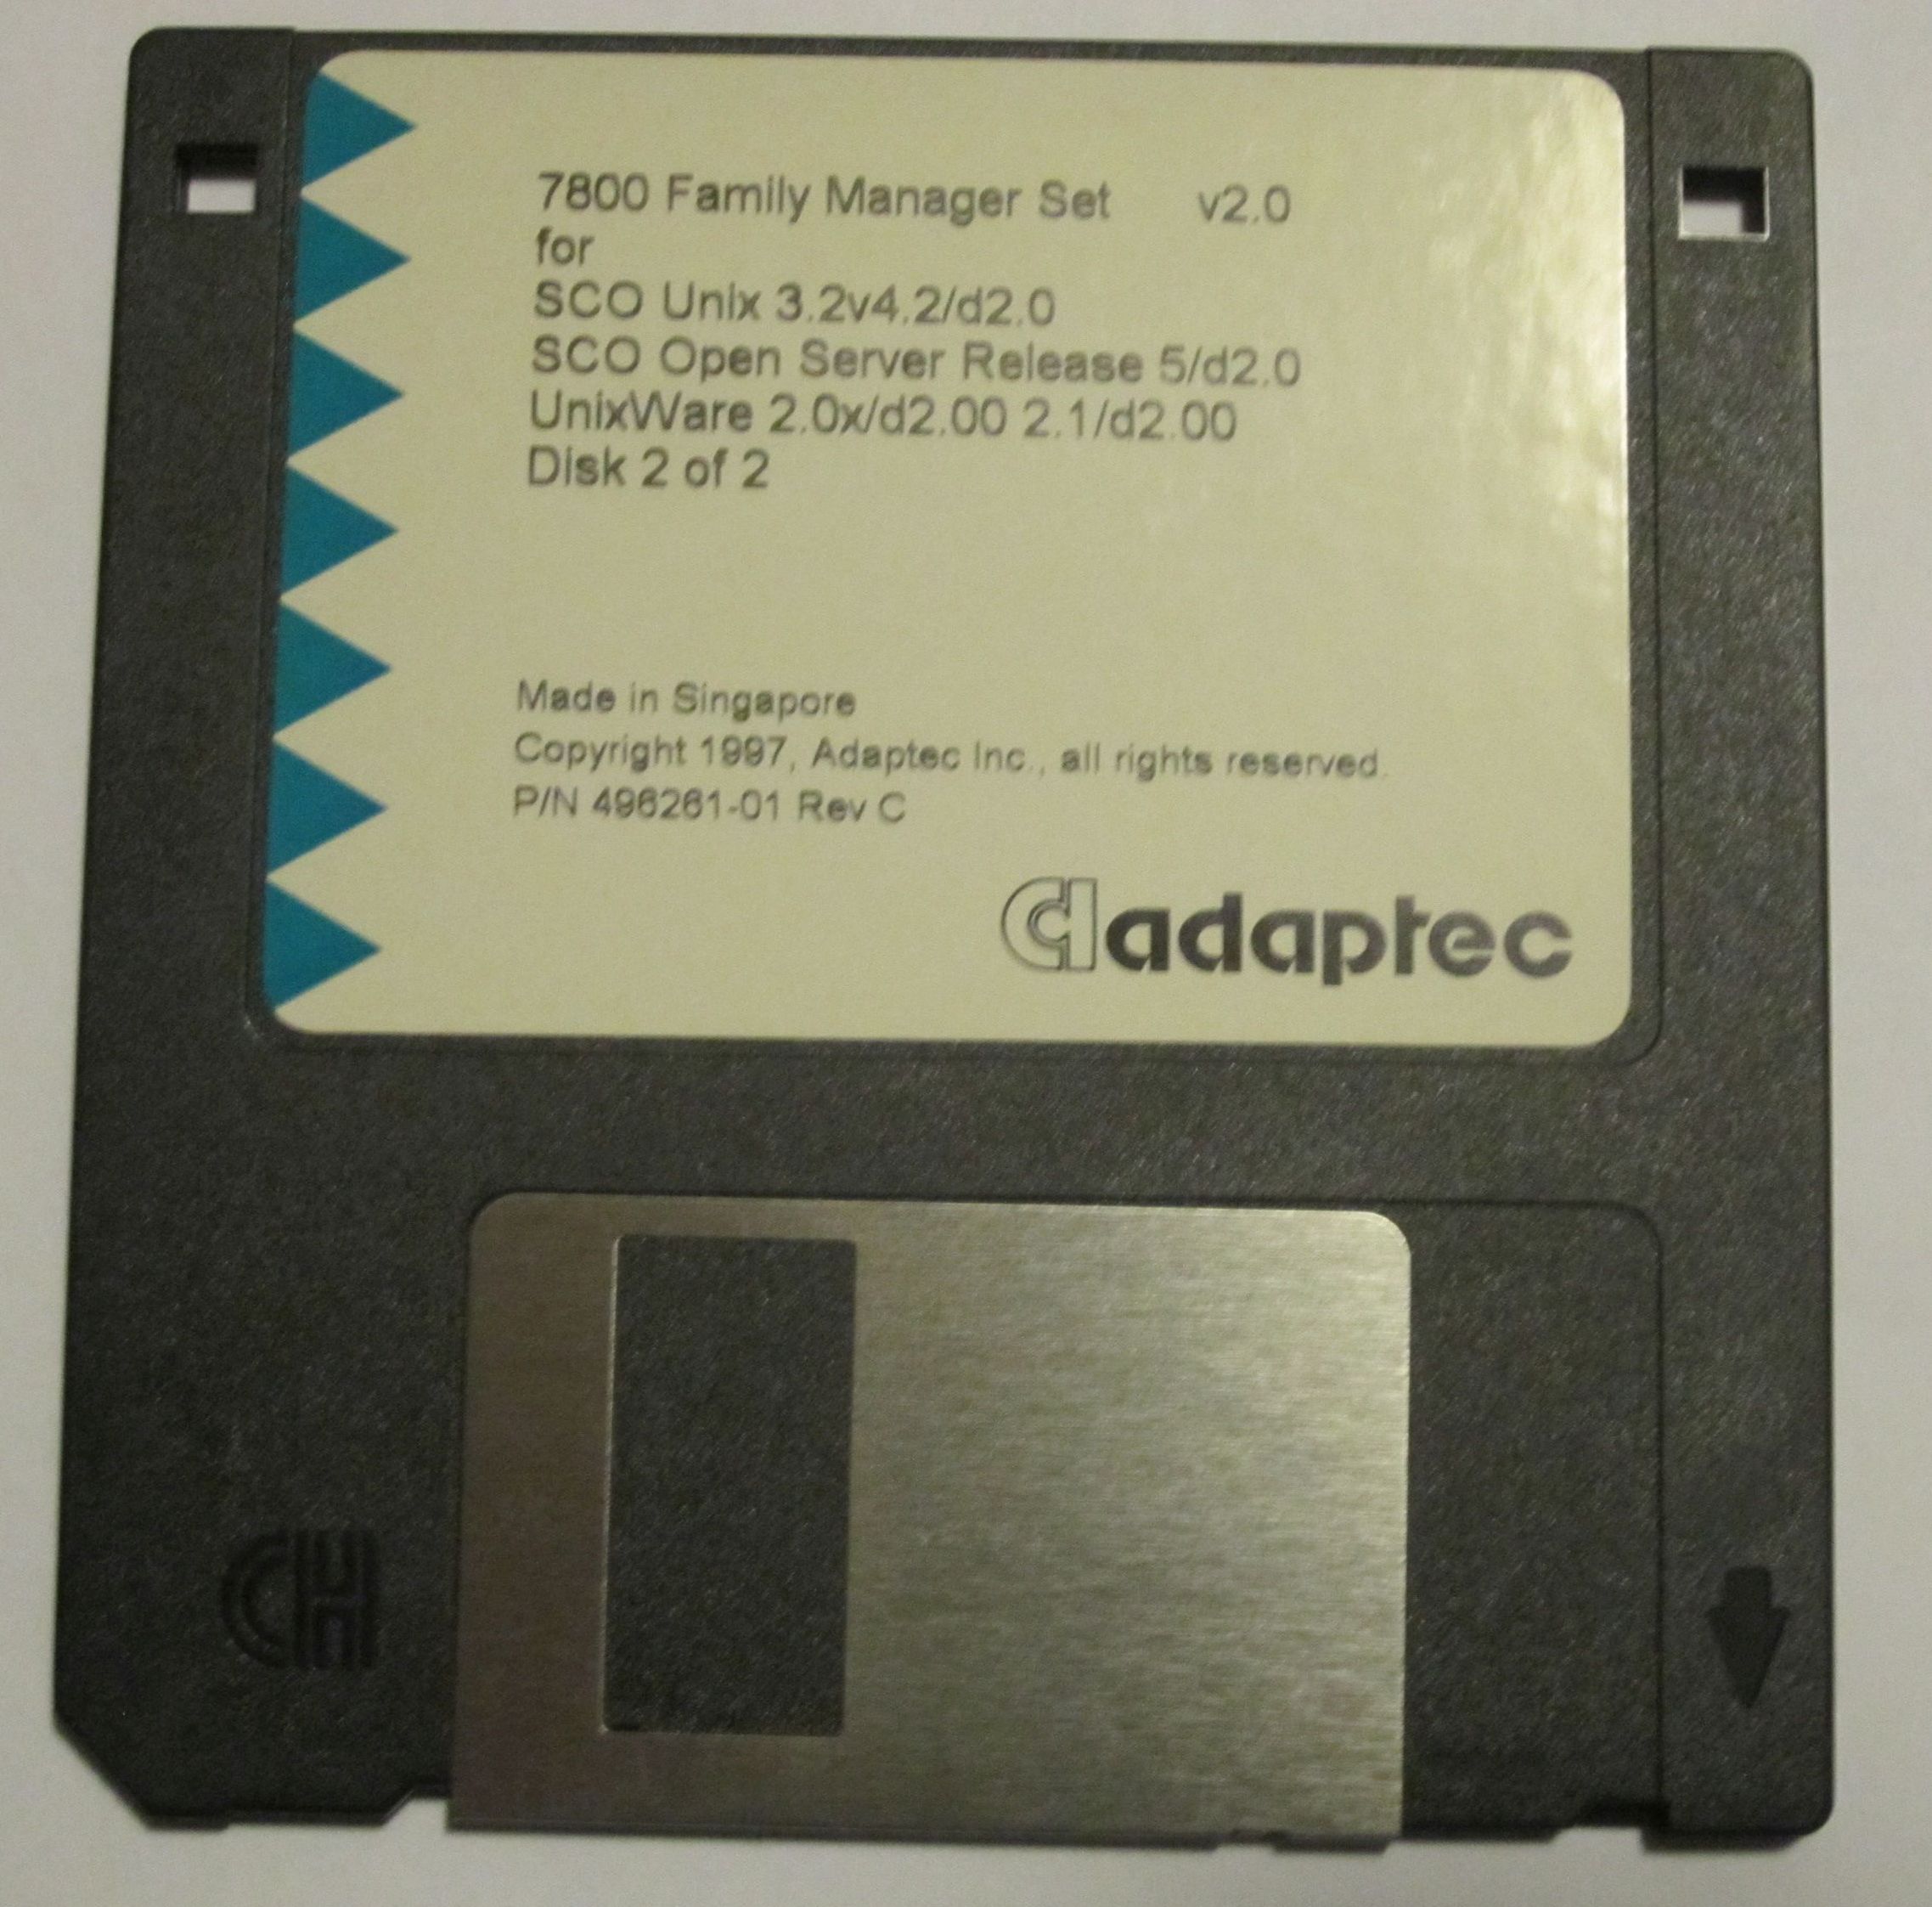 7800 Family Manager Set v2.0
for
SCO Unix 3.2v4.2/d2.0
SCO Open Server Release 5/d2.0
UnixWare 2.0x/d2.00 2.1/d2.00
Disk 2 of 2
Made in Singapore
Copyright 1997, Adaptec Inc., all rights reserved.
P/N 496261-01 Rev C
adaptec